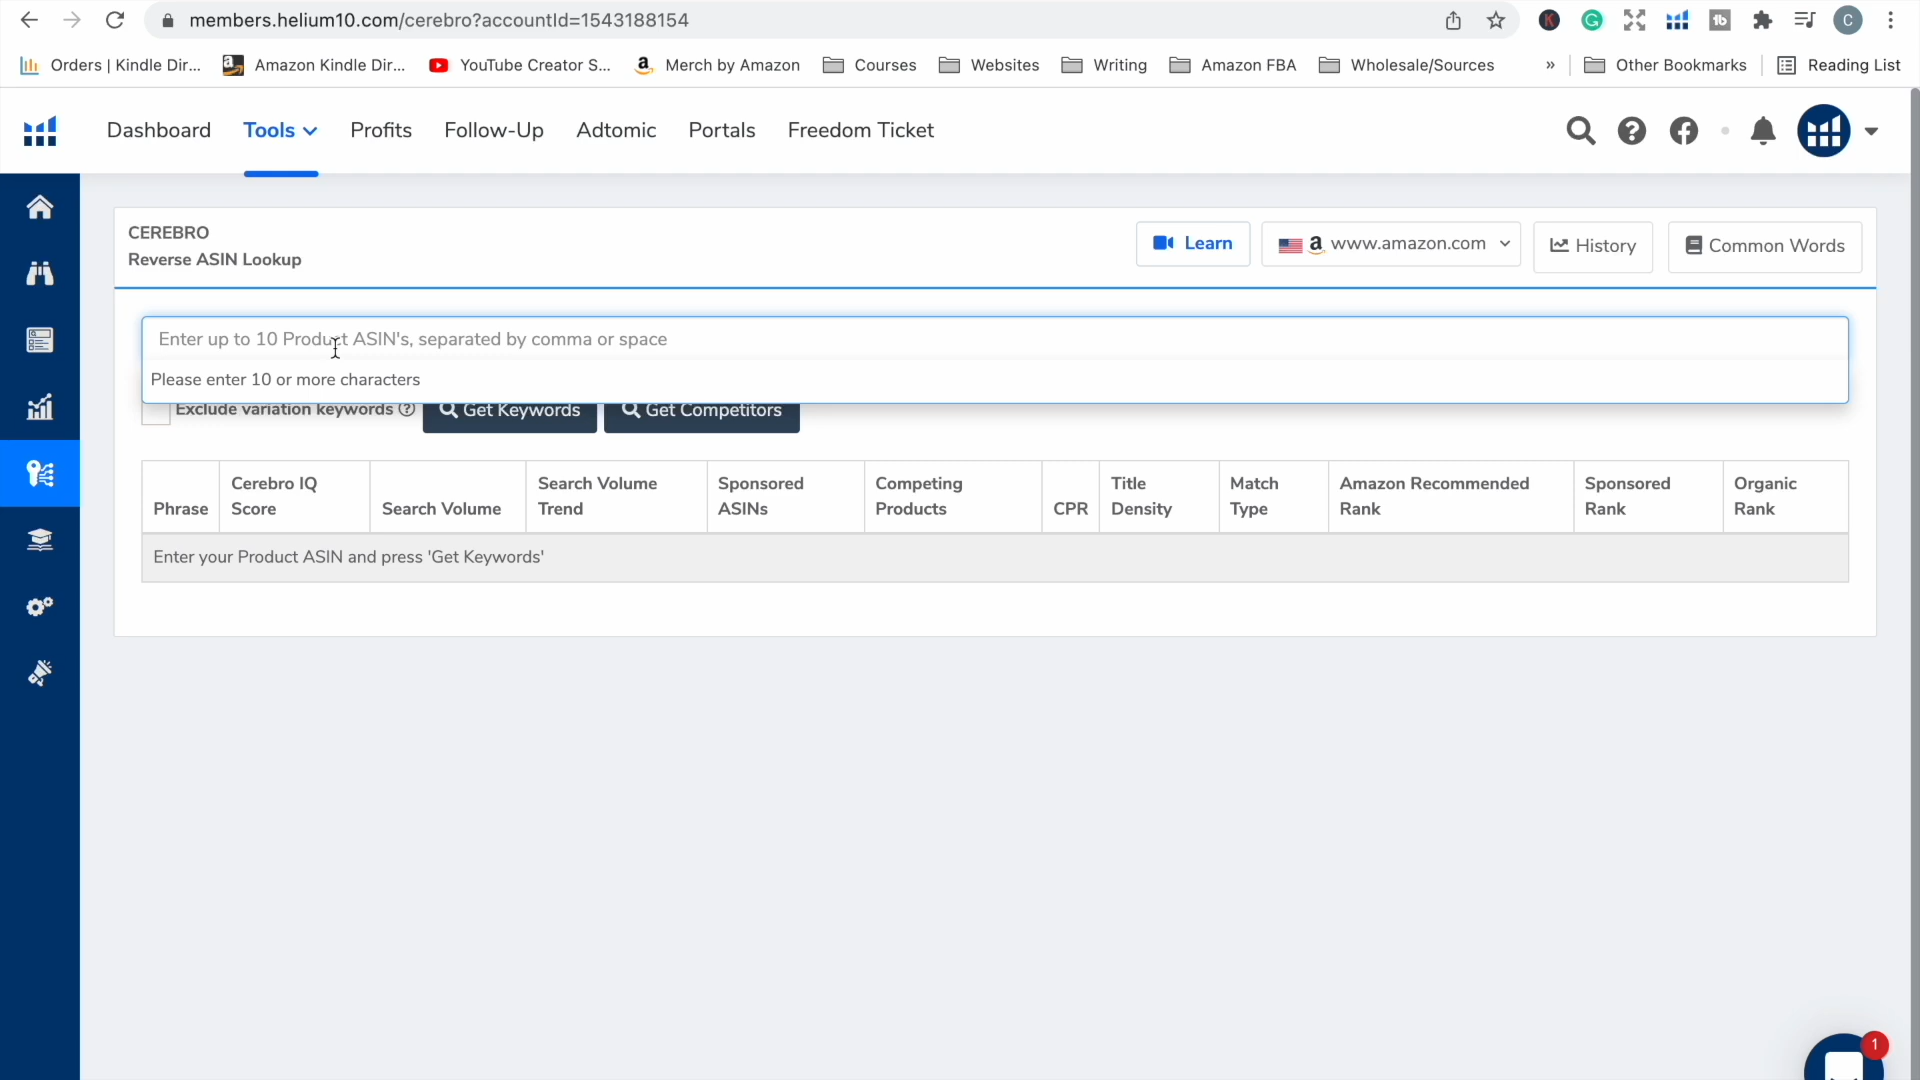 members.helium10.com/cerebro?accountId=1543188154
Orders | Kindle Dir... Amazon Kindle Dir... YouTube Creator S... Merch by Amazon Courses Websites Writing Amazon FBA Wholesale/Sources » Other Bookmarks Reading List
Dashboard Tools Profits Follow-Up Adtomic Portals Freedom Ticket
CEREBRO
Reverse ASIN Lookup
Learn www.amazon.com History Common Words
Enter up to 10 Product ASIN's, separated by comma or space
Please enter 10 or more characters
Exclude variation keywords Get Keywords Get Competitors
Phrase Cerebro IQ Score Search Volume Search Volume Trend Sponsored ASINs Competing Products CPR Title Density Match Type Amazon Recommended Rank Sponsored Rank Organic Rank
Enter your Product ASIN and press 'Get Keywords'
1